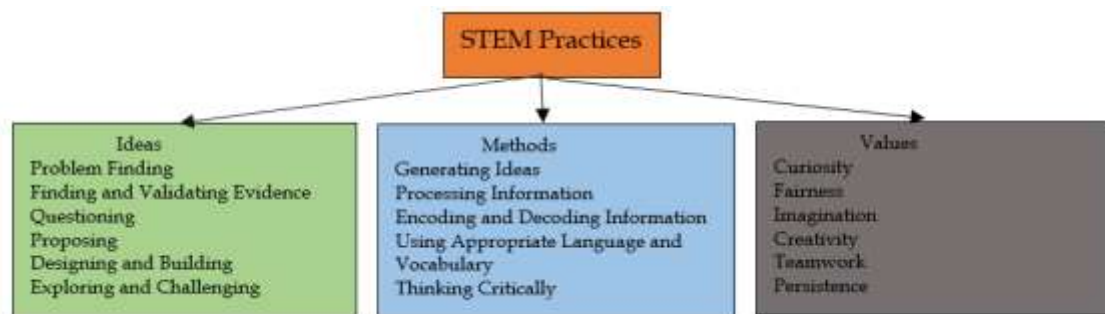 STEM Practices
Ideas
Problem Finding
Finding and Validating Evidence
Questioning
Proposing
Designing and Building
Exploring and Challenging
Methods
Generating Ideas
Processing Information
Encoding and Decoding Information
Using Appropriate Language and
Vocabulary
Thinking Critically
Values
Curiosity
Fairness
Imagination
Creativity
Teamwork
Persistence